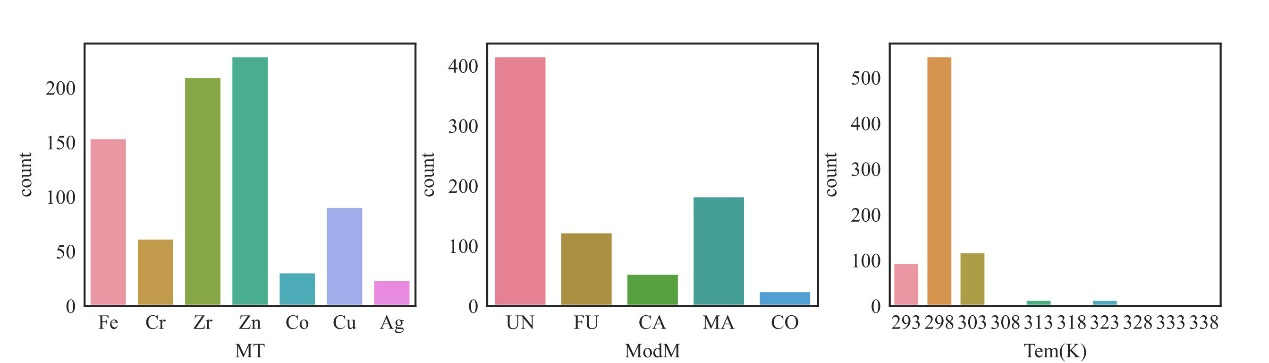 count
200
150
100
50
0
Fe Cr Zr Zn Co Cu Ag
MT
count
400
300
200
100
0
UN FU CA MA CO
ModM
count
500
400
300
200
100
0
293 298 303 308 313 318 323 328 333 338
Tem(K)